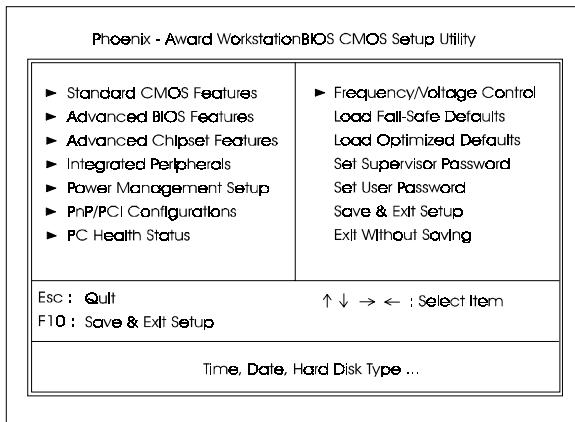 Phoenix - Award WorkstationBIOS CMOS Setup Utility
► Standard CMOS Features
► Advanced BIOS Features
► Advanced Chipset Features
► Integrated Peripherals
► Power Management Setup
► PnP/PCI Configurations
► PC Health Status
► Frequency/Voltage Control
Load Fail-Safe Defaults
Load Optimized Defaults
Set Supervisor Password
Set User Password
Save & Exit Setup
Exit Without Saving
Esc : Quit
F10 : Save & Exit Setup
↑ ↓ → ← : Select Item
Time, Date, Hard Disk Type ...